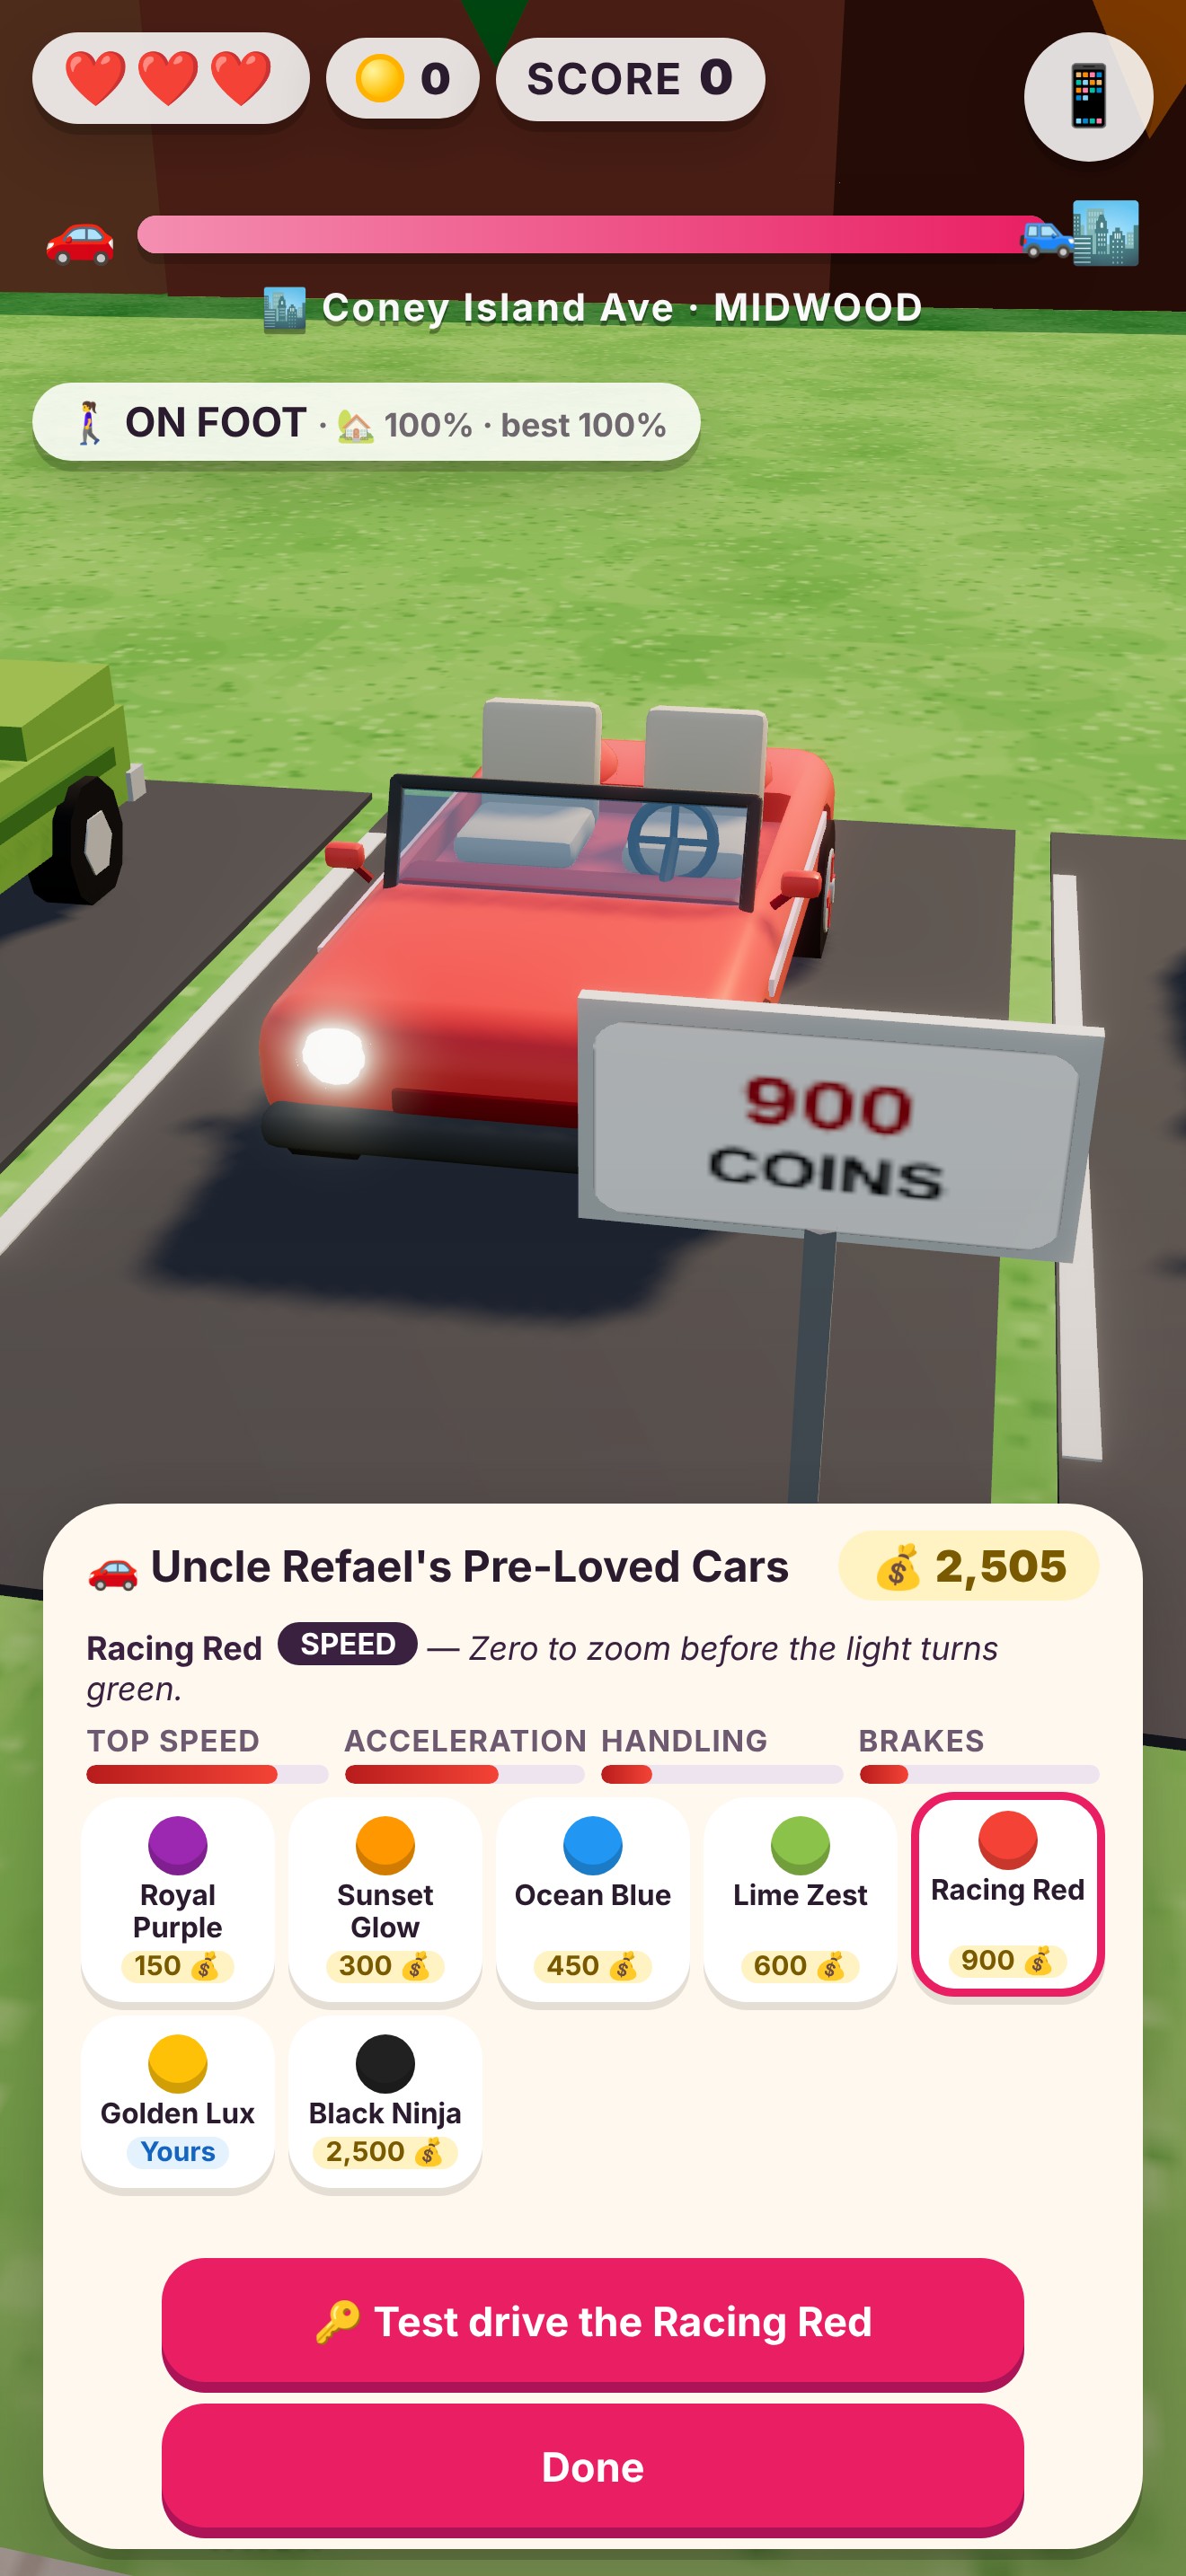 0
SCORE 0
Coney Island Ave · MIDWOOD
ON FOOT · 100% · best 100%
900
COINS
Uncle Refael's Pre-Loved Cars
2,505
Racing Red SPEED — Zero to zoom before the light turns
green.
TOP SPEED ACCELERATION HANDLING BRAKES
Royal
Purple
150
Sunset
Glow
300
Ocean Blue
450
Lime Zest
600
Racing Red
900
Golden Lux
Yours
Black Ninja
2,500
Test drive the Racing Red
Done